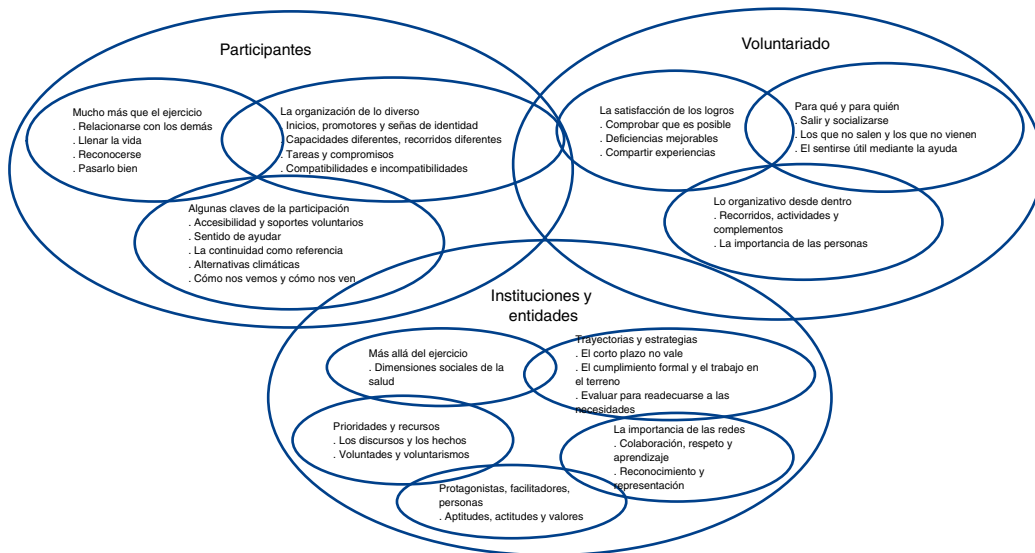 Participantes
Mucho más que el ejercicio
. Relacionarse con los demás
. Llenar la vida
. Reconocerse
. Pasarlo bien
La organización de lo diverso
. Inicios, promotores y señas de identidad
. Capacidades diferentes, recorridos diferentes
. Tareas y compromisos
. Compatibilidades e incompatibilidades
Algunas claves de la participación
. Accesibilidad y soportes voluntarios
. Sentido de ayudar
. La continuidad como referencia
. Alternativas climáticas
. Cómo nos vemos y cómo nos ven
Voluntariado
La satisfacción de los logros
. Comprobar que es posible
. Deficiencias mejorables
. Compartir experiencias
Para qué y para quién
. Salir y socializarse
. Los que no salen y los que no vienen
. El sentirse útil mediante la ayuda
Lo organizativo desde dentro
. Recorridos, actividades y
complementos
. La importancia de las personas
Instituciones y
entidades
Más allá del ejercicio
. Dimensiones sociales de la
salud
Trayectorias y estrategias
. El corto plazo no vale
. El cumplimiento formal y el trabajo en
el terreno
. Evaluar para readecuarse a las
necesidades
Prioridades y recursos
. Los discursos y los hechos
. Voluntades y voluntarismos
La importancia de las redes
. Colaboración, respeto y
aprendizaje
. Reconocimiento y
representación
Protagonistas, facilitadores,
personas
. Aptitudes, actitudes y valores